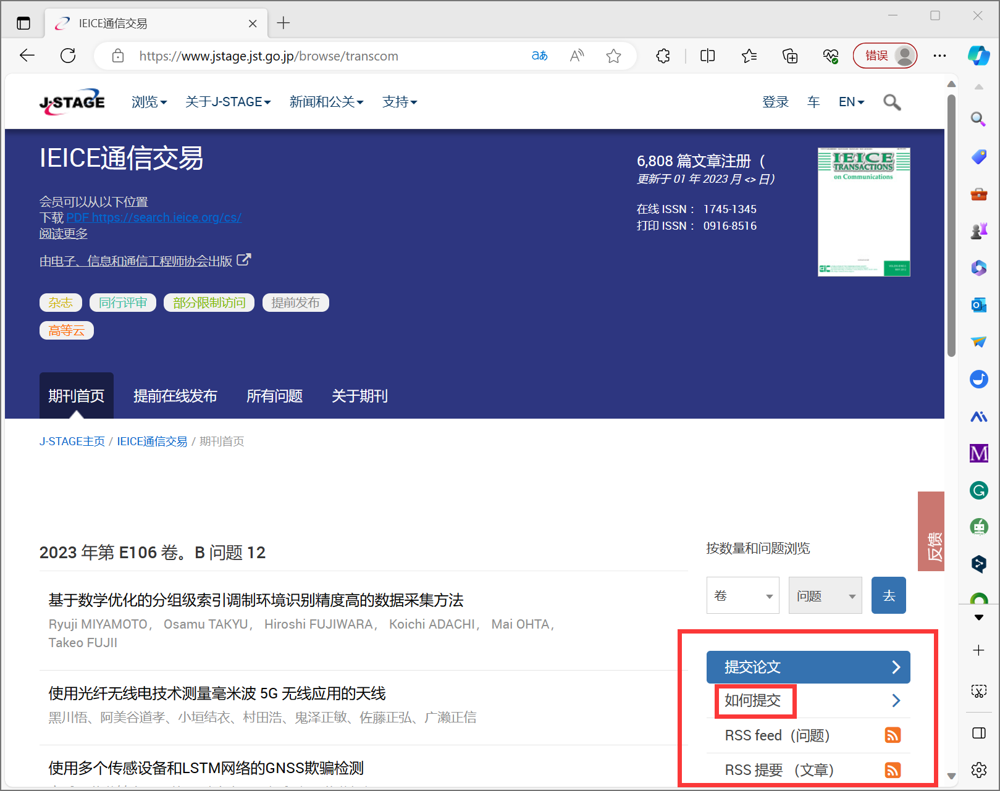 IEICE通信交易
https://www.jstage.jst.go.jp/browse/transcom
aあ
A
错误
J-STAGE
浏览
关于J-STAGE
新闻和公关
支持
登录
车
EN
IEICE通信交易
会员可以从以下位置
下载 PDF https://search.ieice.org/cs/
阅读更多
由电子、信息和通信工程师协会出版
杂志
同行评审
部分限制访问
提前发布
高等云
6,808 篇文章注册（
更新于 01 年 2023 月 <> 日）
在线 ISSN： 1745-1345
打印 ISSN： 0916-8516
IEICE
TRANSACTIONS
on Communications
期刊首页
提前在线发布
所有问题
关于期刊
J-STAGE主页 / IEICE通信交易 / 期刊首页
反馈
2023 年第 E106 卷。B 问题 12
基于数学优化的分组级索引调制环境识别精度高的数据采集方法
Ryuji MIYAMOTO， Osamu TAKYU， Hiroshi FUJIWARA， Koichi ADACHI， Mai OHTA，
Takeo FUJII
使用光纤无线电技术测量毫米波 5G 无线应用的天线
黑川悟、阿美谷道孝、小垣结衣、村田浩、鬼泽正敏、佐藤正弘、广濑正信
使用多个传感设备和LSTM网络的GNSS欺骗检测
按数量和问题浏览
卷
问题
去
提交论文
如何提交
RSS feed（问题）
RSS 提要 （文章）